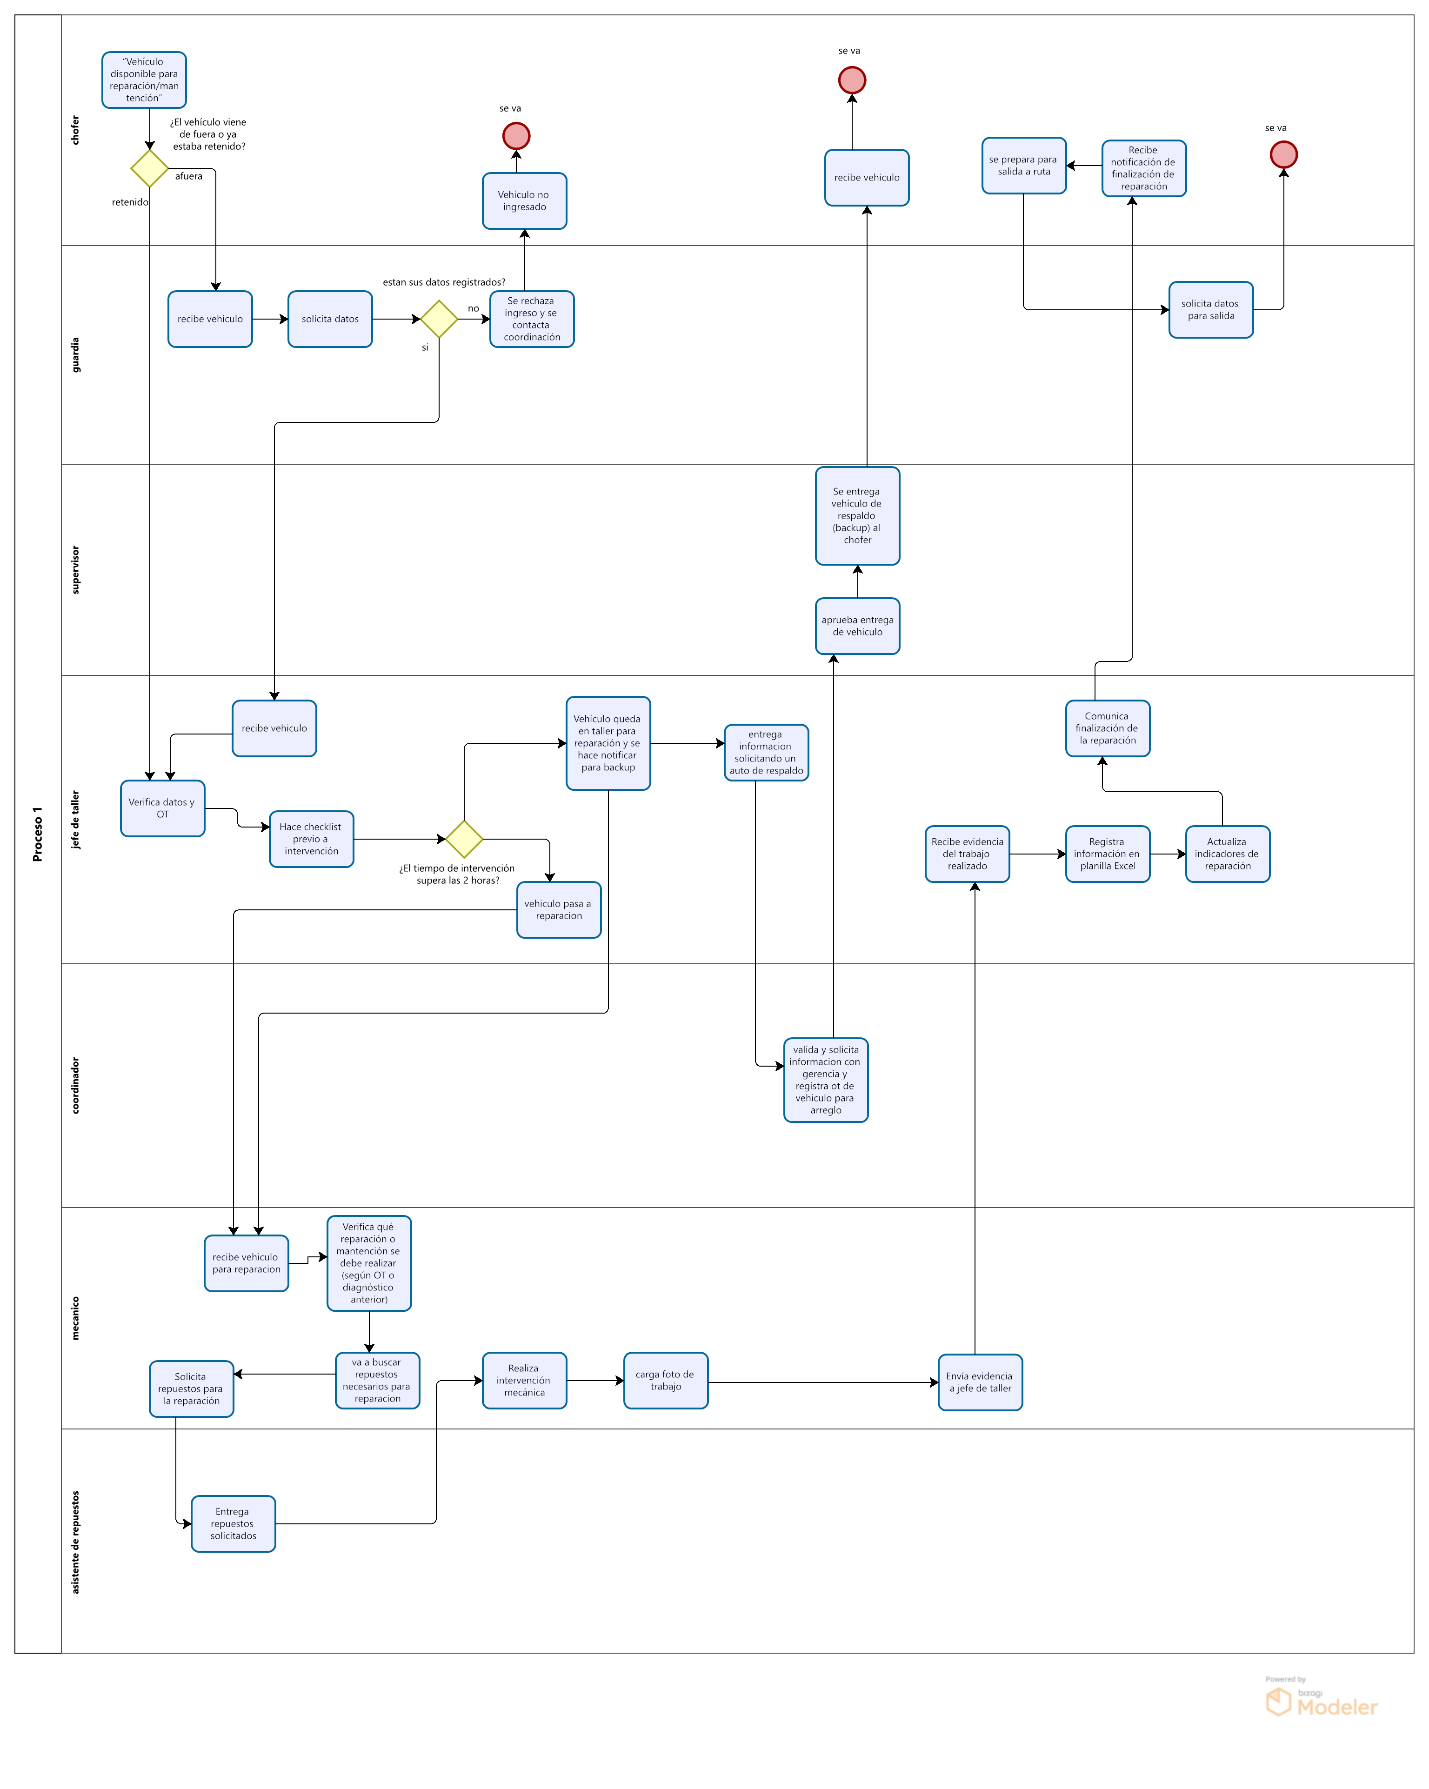 Proceso 1
chofer
"Vehículo
disponible para
reparación/man
tención"
¿El vehículo viene
de fuera o ya
estaba retenido?
afuera
retenido
se va
Vehículo no
ingresado
se va
recibe vehiculo
se prepara para
salida a ruta
Recibe
notificación de
finalización de
reparación
se va
guardia
recibe vehiculo
solicita datos
estan sus datos registrados?
no
si
Se rechaza
ingreso y se
contacta
coordinación
solicita datos
para salida
supervisor
Se entrega
vehículo de
respaldo
(backup) al
chofer
aprueba entrega
de vehiculo
jefe de taller
recibe vehiculo
Verifica datos y
OT
Hace checklist
previo a
intervención
¿El tiempo de intervención
supera las 2 horas?
Vehículo queda
en taller para
reparación y se
hace notificar
para backup
vehiculo pasa a
reparacion
entrega
informacion
solicitando un
auto de respaldo
Recibe evidencia
del trabajo
realizado
Registra
información en
planilla Excel
Actualiza
indicadores de
reparación
Comunica
finalización de
la reparación
coordinador
valida y solicita
informacion con
gerencia y
registra ot de
vehiculo para
arreglo
mecanico
recibe vehiculo
para reparacion
Verifica qué
reparación o
mantención se
debe realizar
(según OT o
diagnóstico
anterior)
va a buscar
repuestos
necesarios para
reparacion
Solicita
repuestos para
la reparación
Realiza
intervención
mecánica
carga foto de
trabajo
Envía evidencia
a jefe de taller
asistente de repuestos
Entrega
repuestos
solicitados
Powered by
bizagi
Modeler